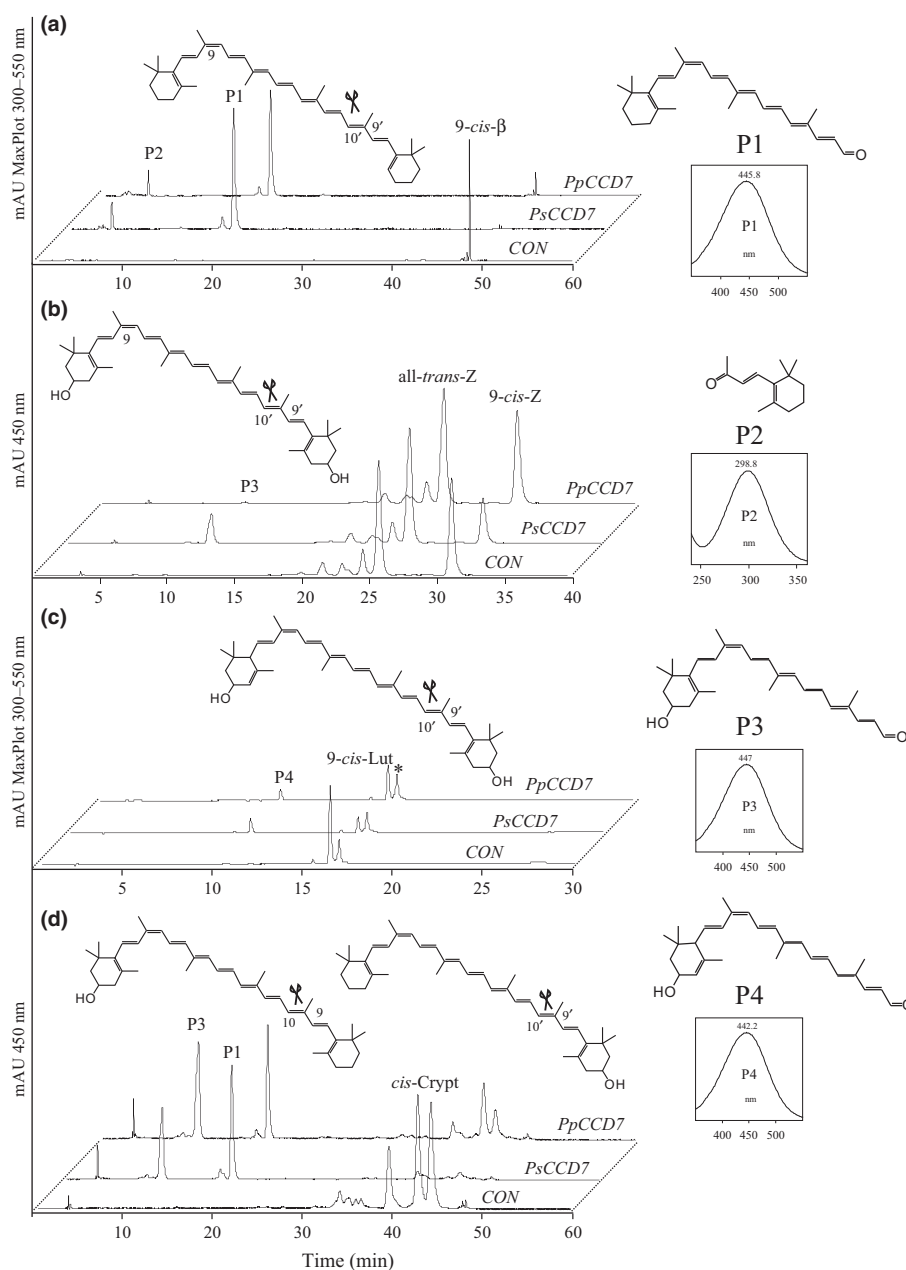 (a)
mAU MaxPlot 300–550 nm
9
P1
P2
10′
9′
9-cis-β
PpCCD7
PsCCD7
CON
10 20 30 40 50 60
O
P1
445.8
P1
nm
400 450 500
(b)
mAU 450 nm
9
HO
10′
9′
OH
all-trans-Z
9-cis-Z
P3
PpCCD7
PsCCD7
CON
5 10 15 20 25 30 35 40
O
P2
298.8
P2
nm
250 300 350
(c)
mAU MaxPlot 300–550 nm
HO
10′
9′
OH
9-cis-Lut
*
P4
PpCCD7
PsCCD7
CON
5 10 15 20 25 30
HO
O
P3
447
P3
nm
400 450 500
(d)
mAU 450 nm
HO
10
9
10′
9′
OH
P3
P1
cis-Crypt
PpCCD7
PsCCD7
CON
10 20 30 40 50 60
Time (min)
HO
O
P4
442.2
P4
nm
400 450 500